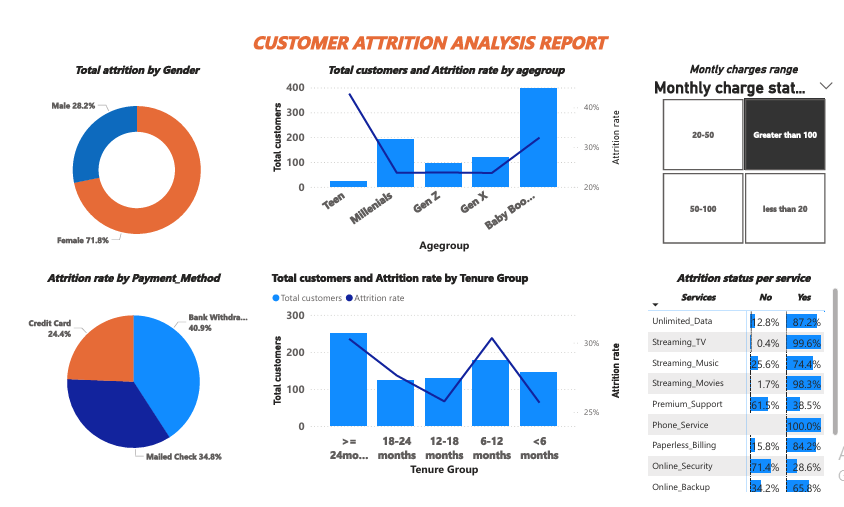 CUSTOMER ATTRITION ANALYSIS REPORT
Total attrition by Gender
Male 28.2%
Female 71.8%
Total customers and Attrition rate by agegroup
Total customers
400
300
200
100
0
40%
30%
20%
Attrition rate
Teen
Millenials
Gen Z
Gen X
Baby Boo...
Agegroup
Montly charges range
Monthly charge stat...
20-50
Greater than 100
50-100
less than 20
Attrition rate by Payment_Method
Credit Card
24.4%
Bank Withdra...
40.9%
Mailed Check 34.8%
Total customers and Attrition rate by Tenure Group
Total customers Attrition rate
Total customers
300
200
100
0
30%
25%
Attrition rate
>=
24mo...
18-24
months
12-18
months
6-12
months
<6
months
Tenure Group
Attrition status per service
Services No Yes
Unlimited_Data 12.8% 87.2%
Streaming_TV 0.4% 99.6%
Streaming_Music 25.6% 74.4%
Streaming_Movies 1.7% 98.3%
Premium_Support 61.5% 38.5%
Phone_Service 100.0%
Paperless_Billing 15.8% 84.2%
Online_Security 71.4% 28.6%
Online_Backup 34.2% 65.8%